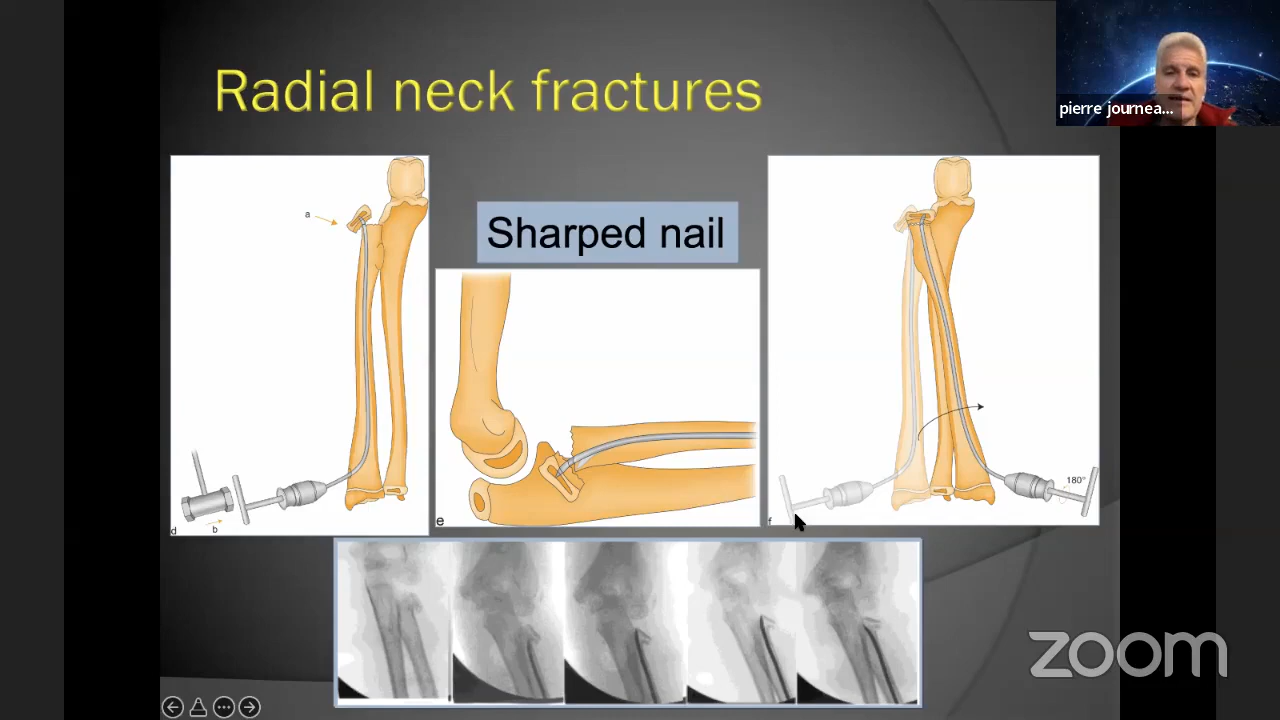 Radial neck fractures
pierre journea...
a
Sharped nail
180°
d
b
e
f
zoom